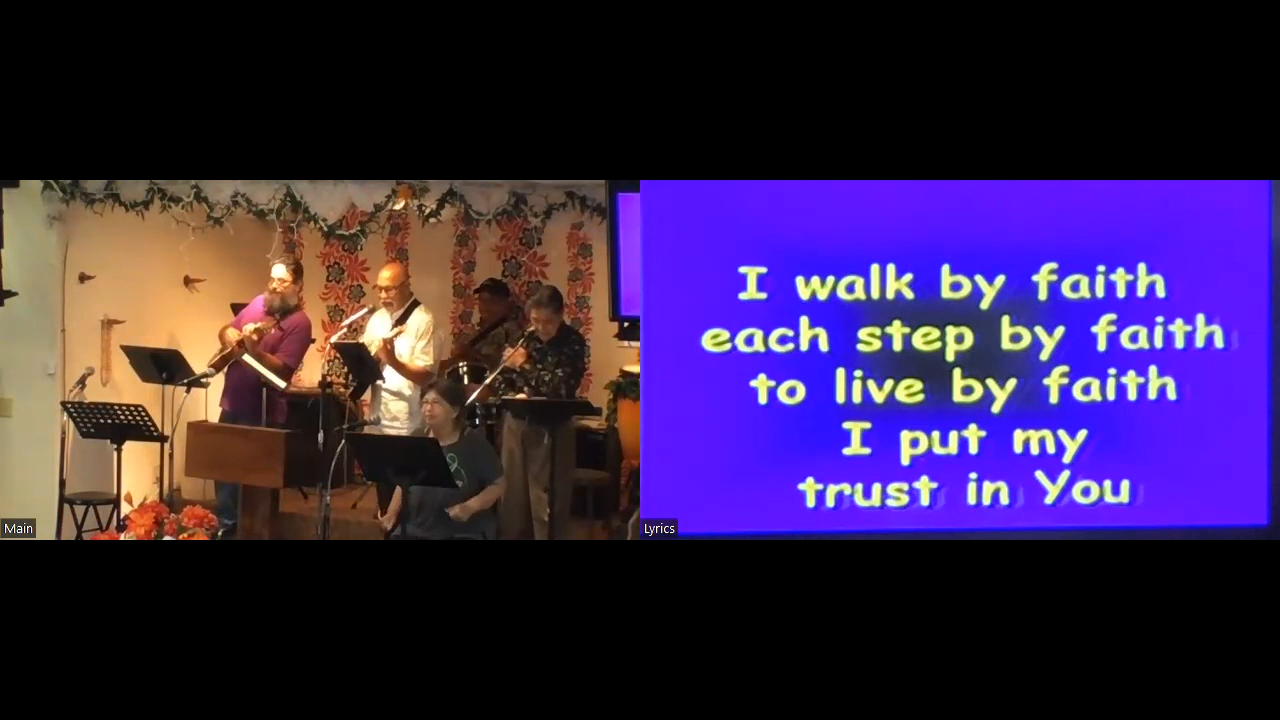 Main
I walk by faith
each step by faith
to live by faith
I put my
trust in You
Lyrics